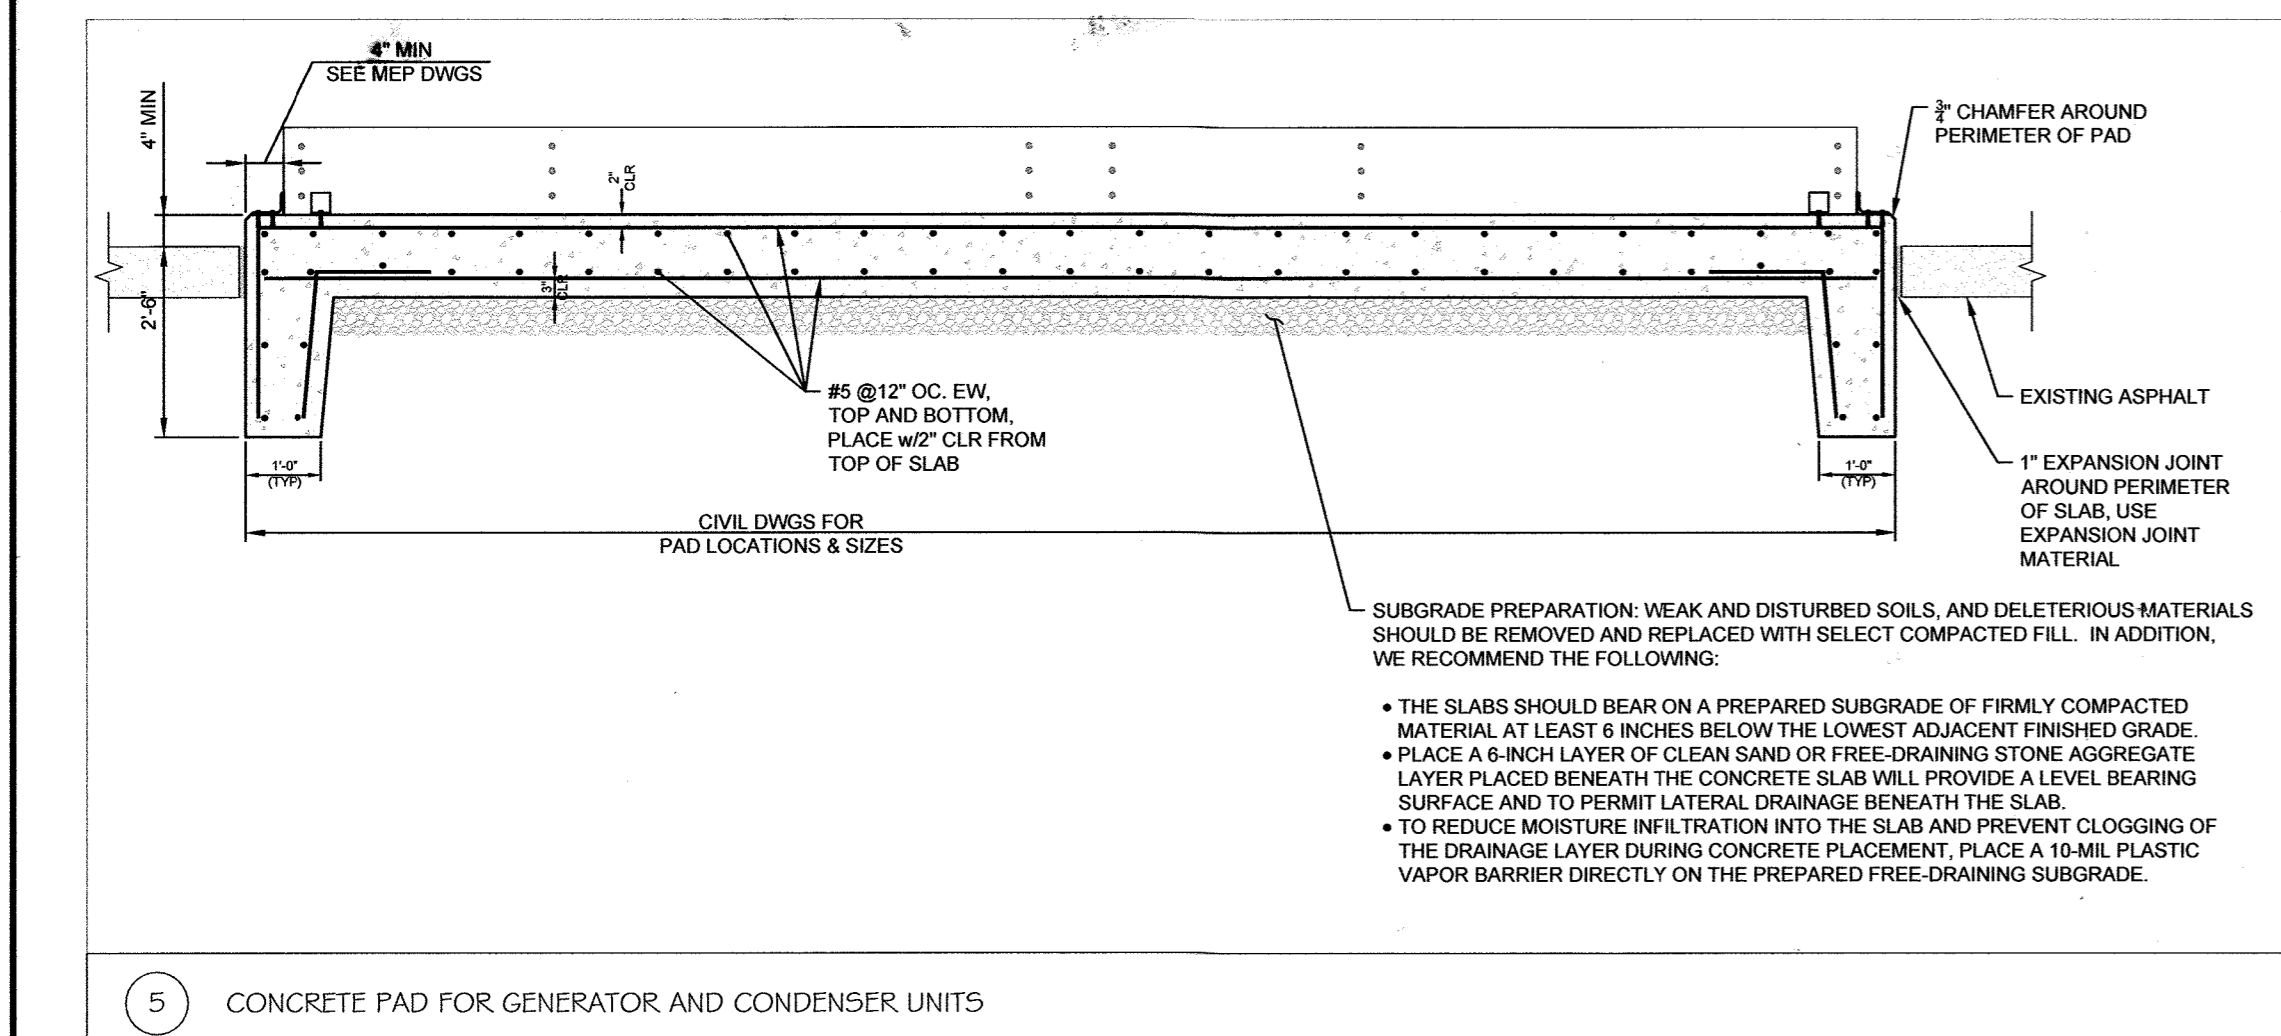 4" MIN
SEE MEP DWGS
4" MIN
2'-6"
2"
CLR
3"
CLR
3/4" CHAMFER AROUND
PERIMETER OF PAD
#5 @12" OC. EW,
TOP AND BOTTOM,
PLACE w/2" CLR FROM
TOP OF SLAB
EXISTING ASPHALT
1" EXPANSION JOINT
AROUND PERIMETER
OF SLAB, USE
EXPANSION JOINT
MATERIAL
1'-0"
(TYP)
1'-0"
(TYP)
CIVIL DWGS FOR
PAD LOCATIONS & SIZES
SUBGRADE PREPARATION: WEAK AND DISTURBED SOILS, AND DELETERIOUS MATERIALS
SHOULD BE REMOVED AND REPLACED WITH SELECT COMPACTED FILL. IN ADDITION,
WE RECOMMEND THE FOLLOWING:
• THE SLABS SHOULD BEAR ON A PREPARED SUBGRADE OF FIRMLY COMPACTED
MATERIAL AT LEAST 6 INCHES BELOW THE LOWEST ADJACENT FINISHED GRADE.
• PLACE A 6-INCH LAYER OF CLEAN SAND OR FREE-DRAINING STONE AGGREGATE
LAYER PLACED BENEATH THE CONCRETE SLAB WILL PROVIDE A LEVEL BEARING
SURFACE AND TO PERMIT LATERAL DRAINAGE BENEATH THE SLAB.
• TO REDUCE MOISTURE INFILTRATION INTO THE SLAB AND PREVENT CLOGGING OF
THE DRAINAGE LAYER DURING CONCRETE PLACEMENT, PLACE A 10-MIL PLASTIC
VAPOR BARRIER DIRECTLY ON THE PREPARED FREE-DRAINING SUBGRADE.
5 CONCRETE PAD FOR GENERATOR AND CONDENSER UNITS